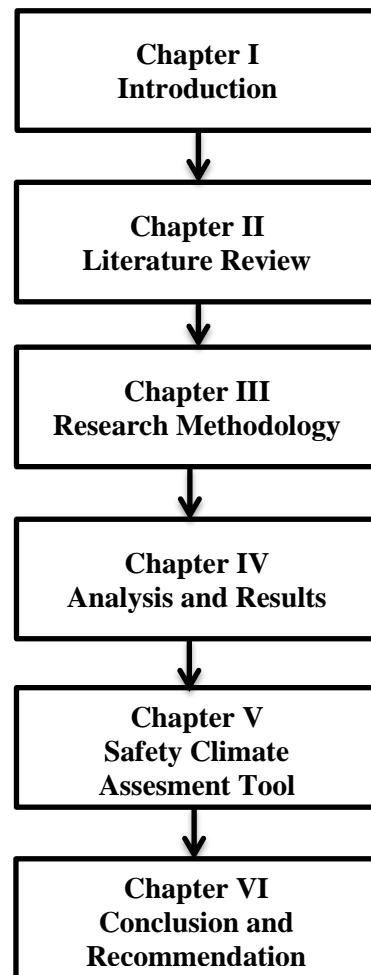 Chapter I
Introduction
Chapter II
Literature Review
Chapter III
Research Methodology
Chapter IV
Analysis and Results
Chapter V
Safety Climate
Assesment Tool
Chapter VI
Conclusion and
Recommendation